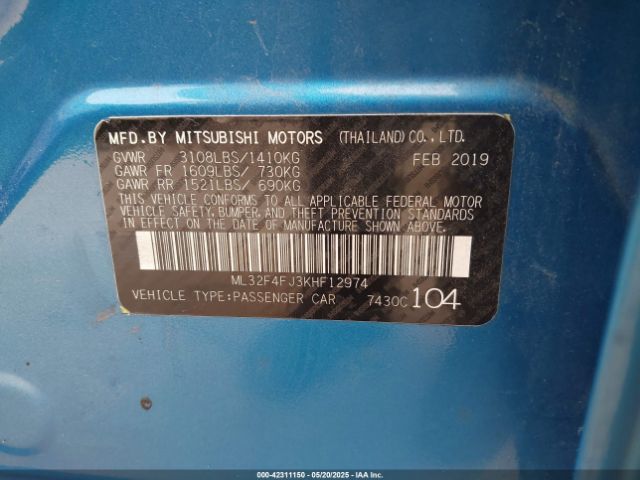 MFD.BY MITSUBISHI MOTORS (THAILAND) CO., LTD.
GVWR 3108LBS/1410KG FEB 2019
GAWR FR 1609LBS/ 730KG
GAWR RR 1521LBS/ 690KG
THIS VEHICLE CONFORMS TO ALL APPLICABLE FEDERAL MOTOR
VEHICLE SAFETY, BUMPER, AND THEFT PREVENTION STANDARDS
IN EFFECT ON THE DATE OF MANUFACTURE SHOWN ABOVE.
ML32F4FJ3KHF12974
VEHICLE TYPE:PASSENGER CAR 7430C 104
000-42311150 - 05/20/2025 - IAA Inc.